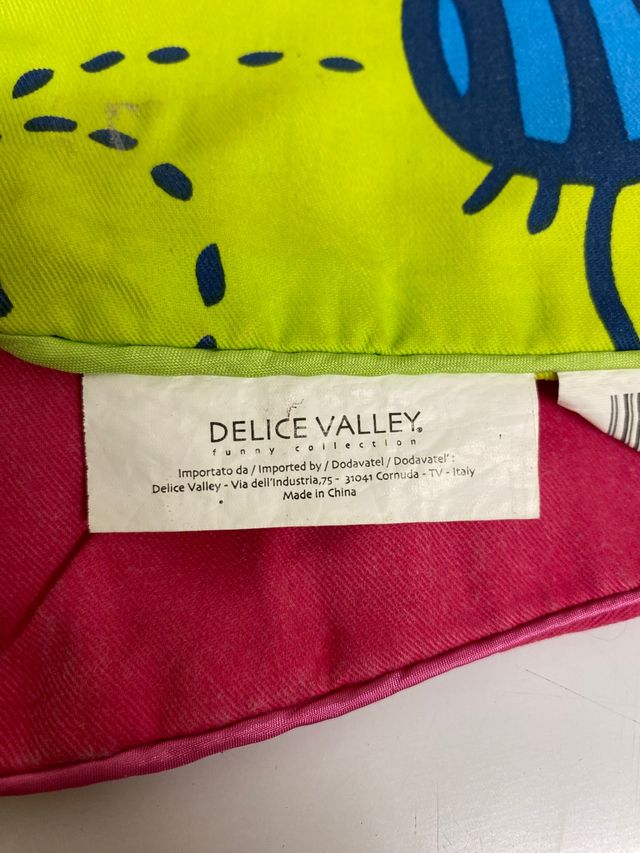 DELICE VALLEY®
funny collection
Importato da / Imported by / Dodavatel / Dodavatel' :
Delice Valley - Via dell'Industria,75 - 31041 Cornuda - TV - Italy
Made in China